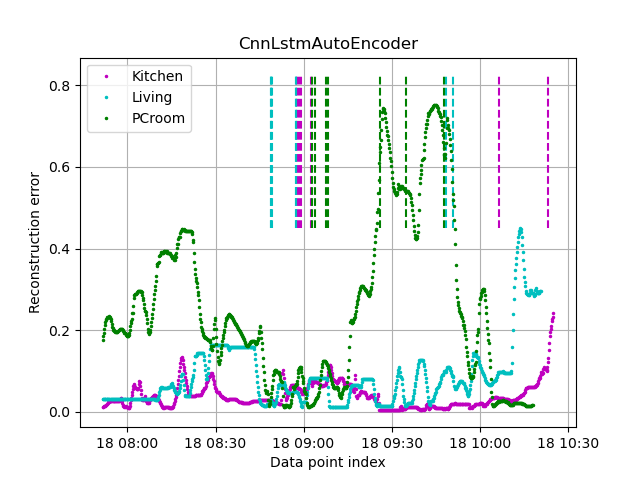 CnnLstmAutoEncoder
Kitchen
Living
PCroom
Reconstruction error
0.8
0.6
0.4
0.2
0.0
18 08:00 18 08:30 18 09:00 18 09:30 18 10:00 18 10:30
Data point index